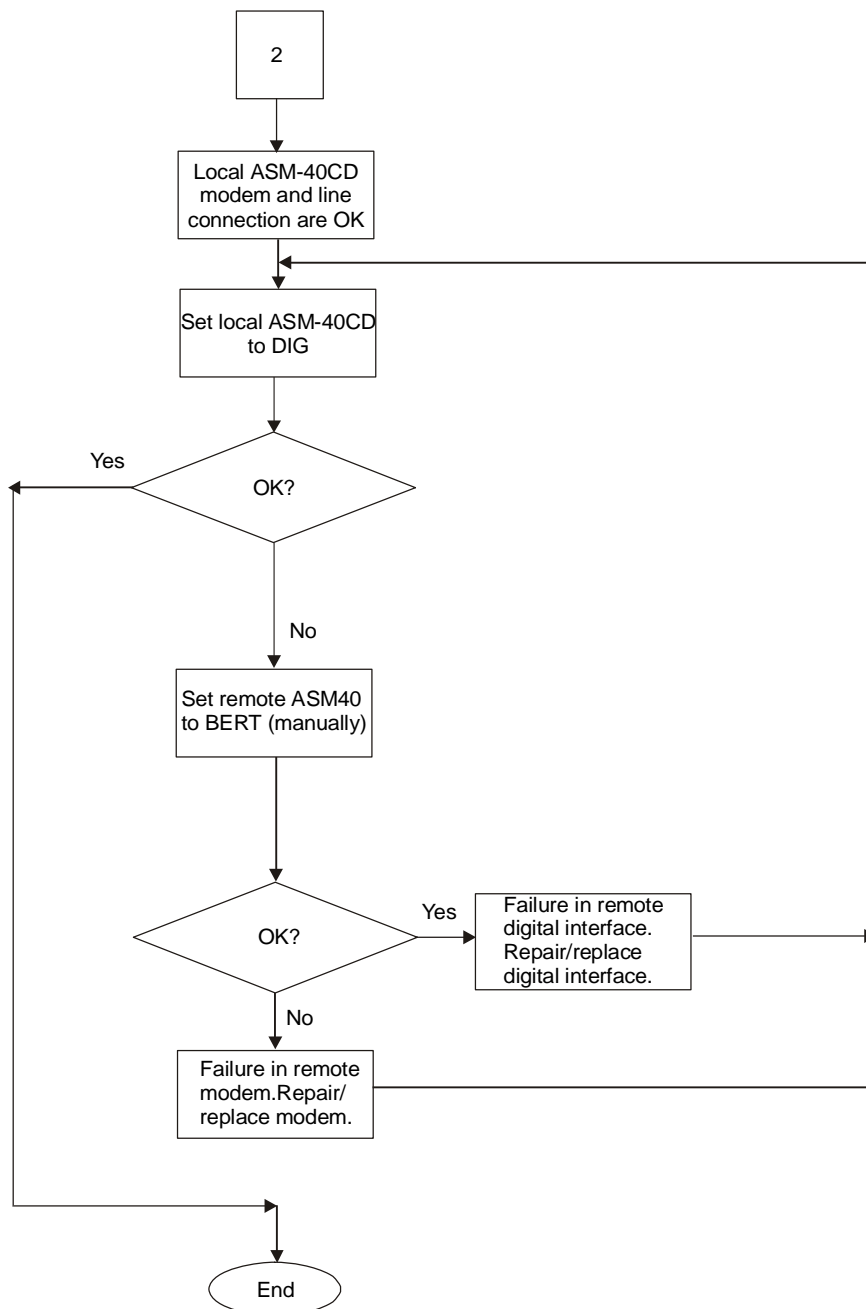 2
Local ASM-40CD
modem and line
connection are OK
Set local ASM-40CD
to DIG
Yes
OK?
No
Set remote ASM40
to BERT (manually)
OK?
Yes
Failure in remote
digital interface.
Repair/replace
digital interface.
No
Failure in remote
modem.Repair/
replace modem.
End